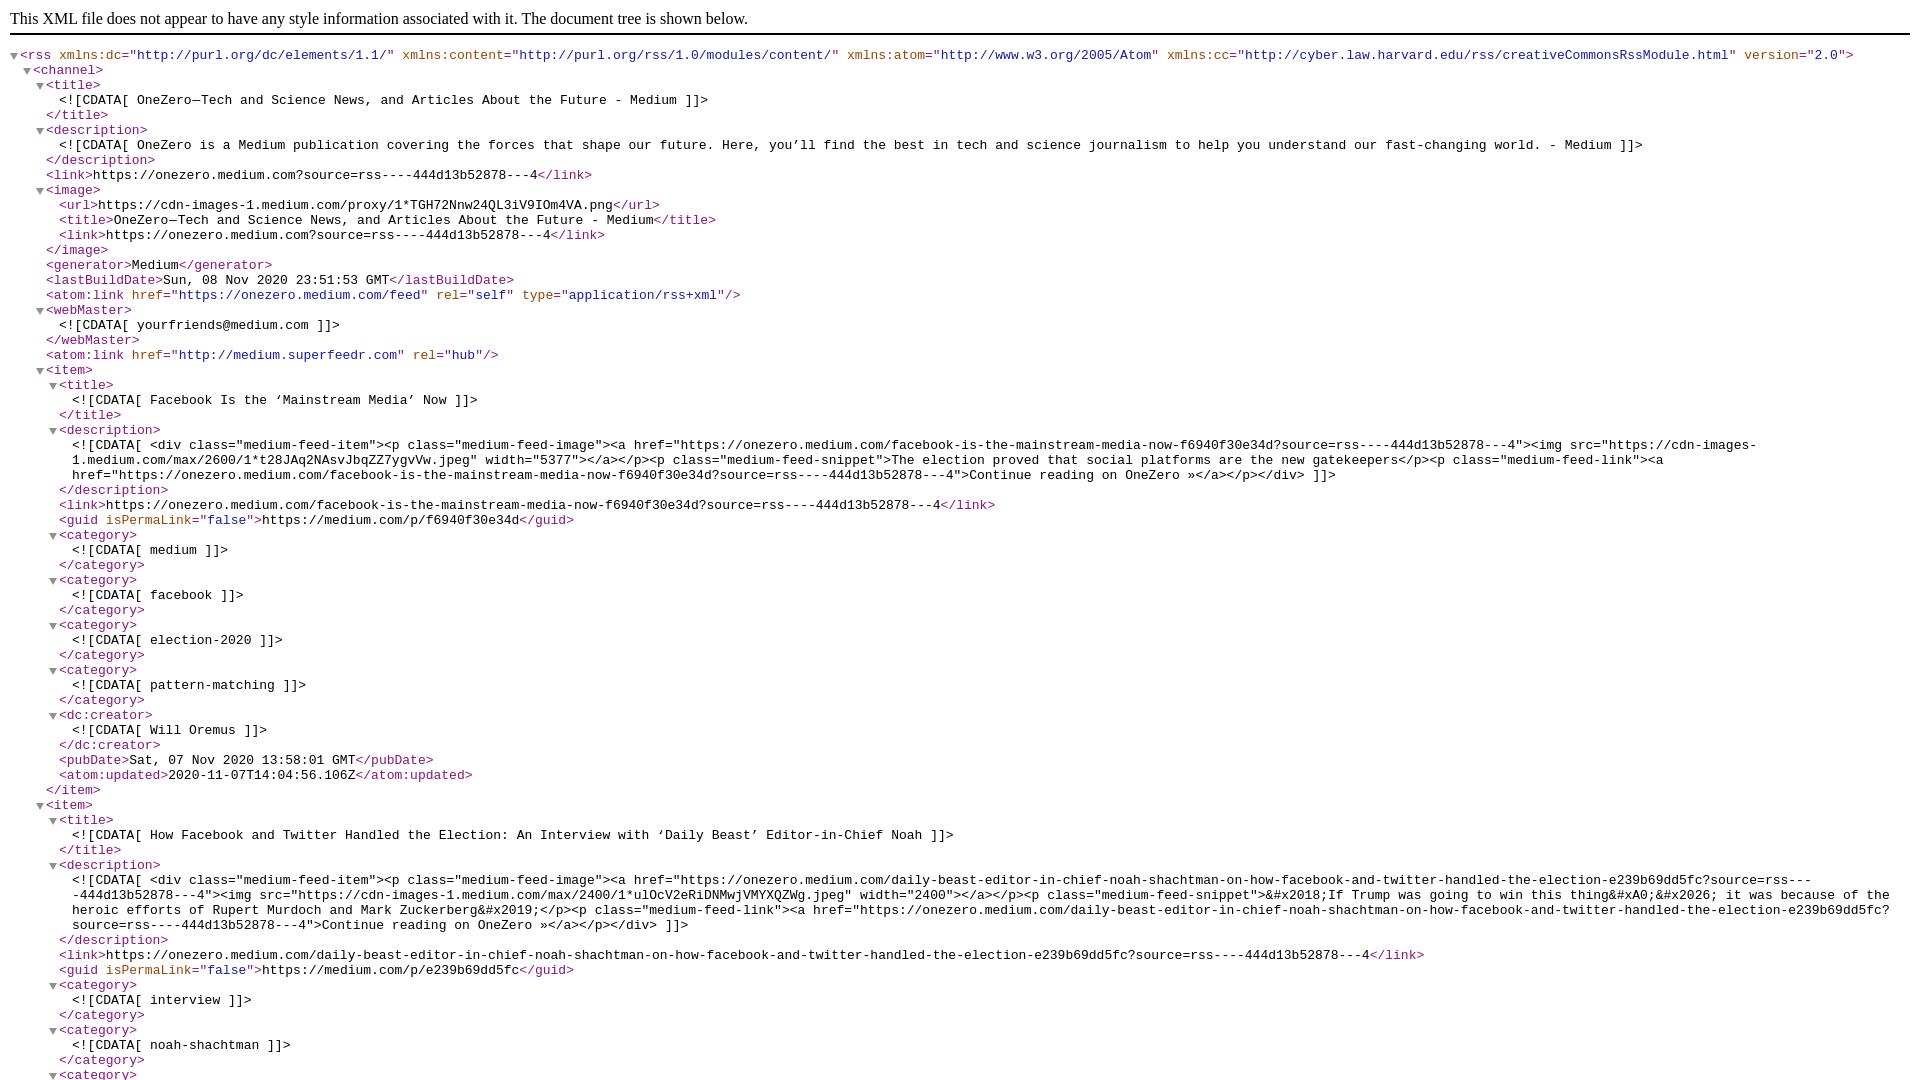 This XML file does not appear to have any style information associated with it. The document tree is shown below.
<rss xmlns:dc="http://purl.org/dc/elements/1.1/" xmlns:content="http://purl.org/rss/1.0/modules/content/" xmlns:atom="http://www.w3.org/2005/Atom" xmlns:cc="http://cyber.law.harvard.edu/rss/creativeCommonsRssModule.html" version="2.0">
<channel>
<title>
<![CDATA[ OneZero—Tech and Science News, and Articles About the Future - Medium ]]>
</title>
<description>
<![CDATA[ OneZero is a Medium publication covering the forces that shape our future. Here, you’ll find the best in tech and science journalism to help you understand our fast-changing world. - Medium ]]>
</description>
<link>https://onezero.medium.com?source=rss----444d13b52878---4</link>
<image>
<url>https://cdn-images-1.medium.com/proxy/1*TGH72Nnw24QL3iV9IOm4VA.png</url>
<title>OneZero—Tech and Science News, and Articles About the Future - Medium</title>
<link>https://onezero.medium.com?source=rss----444d13b52878---4</link>
</image>
<generator>Medium</generator>
<lastBuildDate>Sun, 08 Nov 2020 23:51:53 GMT</lastBuildDate>
<atom:link href="https://onezero.medium.com/feed" rel="self" type="application/rss+xml"/>
<webMaster>
<![CDATA[ yourfriends@medium.com ]]>
</webMaster>
<atom:link href="http://medium.superfeedr.com" rel="hub"/>
<item>
<title>
<![CDATA[ Facebook Is the ‘Mainstream Media’ Now ]]>
</title>
<description>
<![CDATA[ <div class="medium-feed-item"><p class="medium-feed-image"><a href="https://onezero.medium.com/facebook-is-the-mainstream-media-now-f6940f30e34d?source=rss----444d13b52878---4"><img src="https://cdn-images-
1.medium.com/max/2600/1*t28JAq2NAsvJbqZZ7ygvVw.jpeg" width="5377"></a></p><p class="medium-feed-snippet">The election proved that social platforms are the new gatekeepers</p><p class="medium-feed-link"><a
href="https://onezero.medium.com/facebook-is-the-mainstream-media-now-f6940f30e34d?source=rss----444d13b52878---4">Continue reading on OneZero »</a></p></div> ]]>
</description>
<link>https://onezero.medium.com/facebook-is-the-mainstream-media-now-f6940f30e34d?source=rss----444d13b52878---4</link>
<guid isPermaLink="false">https://medium.com/p/f6940f30e34d</guid>
<category>
<![CDATA[ medium ]]>
</category>
<category>
<![CDATA[ facebook ]]>
</category>
<category>
<![CDATA[ election-2020 ]]>
</category>
<category>
<![CDATA[ pattern-matching ]]>
</category>
<dc:creator>
<![CDATA[ Will Oremus ]]>
</dc:creator>
<pubDate>Sat, 07 Nov 2020 13:58:01 GMT</pubDate>
<atom:updated>2020-11-07T14:04:56.106Z</atom:updated>
</item>
<item>
<title>
<![CDATA[ How Facebook and Twitter Handled the Election: An Interview with ‘Daily Beast’ Editor-in-Chief Noah ]]>
</title>
<description>
<![CDATA[ <div class="medium-feed-item"><p class="medium-feed-image"><a href="https://onezero.medium.com/daily-beast-editor-in-chief-noah-shachtman-on-how-facebook-and-twitter-handled-the-election-e239b69dd5fc?source=rss---
-444d13b52878---4"><img src="https://cdn-images-1.medium.com/max/2400/1*ulOcV2eRiDNMwjVMYXQZWg.jpeg" width="2400"></a></p><p class="medium-feed-snippet">&#x2018;If Trump was going to win this thing&#xA0;&#x2026; it was because of the
heroic efforts of Rupert Murdoch and Mark Zuckerberg&#x2019;</p><p class="medium-feed-link"><a href="https://onezero.medium.com/daily-beast-editor-in-chief-noah-shachtman-on-how-facebook-and-twitter-handled-the-election-e239b69dd5fc?
source=rss----444d13b52878---4">Continue reading on OneZero »</a></p></div> ]]>
</description>
<link>https://onezero.medium.com/daily-beast-editor-in-chief-noah-shachtman-on-how-facebook-and-twitter-handled-the-election-e239b69dd5fc?source=rss----444d13b52878---4</link>
<guid isPermaLink="false">https://medium.com/p/e239b69dd5fc</guid>
<category>
<![CDATA[ interview ]]>
</category>
<category>
<![CDATA[ noah-shachtman ]]>
</category>
<category>